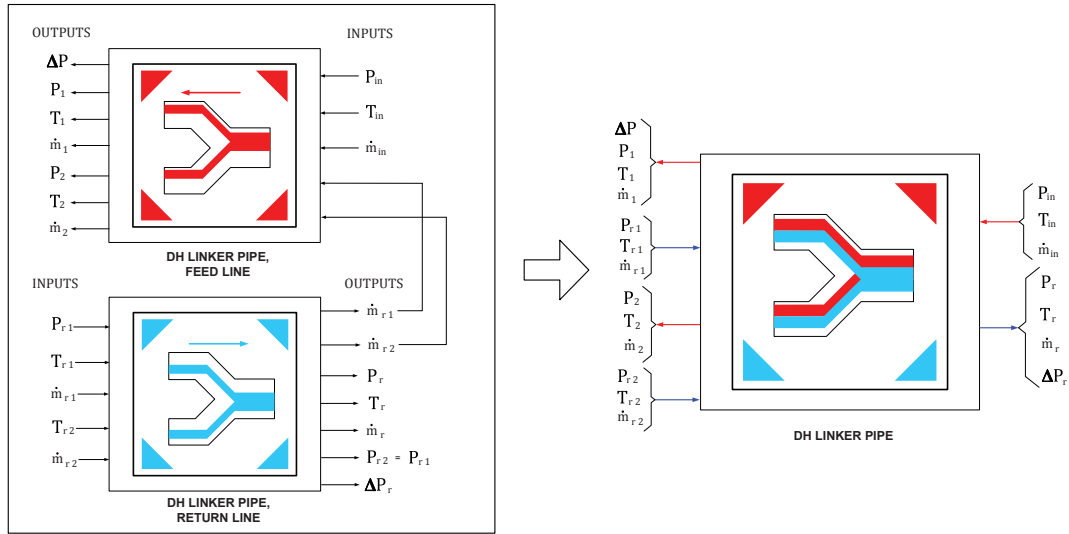 OUTPUTS
INPUTS
ΔP
P1
T1
ṁ1
P2
T2
ṁ2
Pin
Tin
ṁin
DH LINKER PIPE,
FEED LINE
INPUTS
OUTPUTS
Pr1
Tr1
ṁr1
Tr2
ṁr2
ṁr1
ṁr2
Pr
Tr
ṁr
Pr2 = Pr1
ΔPr
DH LINKER PIPE,
RETURN LINE
ΔP
P1
T1
ṁ1
Pr1
Tr1
ṁr1
P2
T2
ṁ2
Pr2
Tr2
ṁr2
Pin
Tin
ṁin
Pr
Tr
ṁr
ΔPr
DH LINKER PIPE